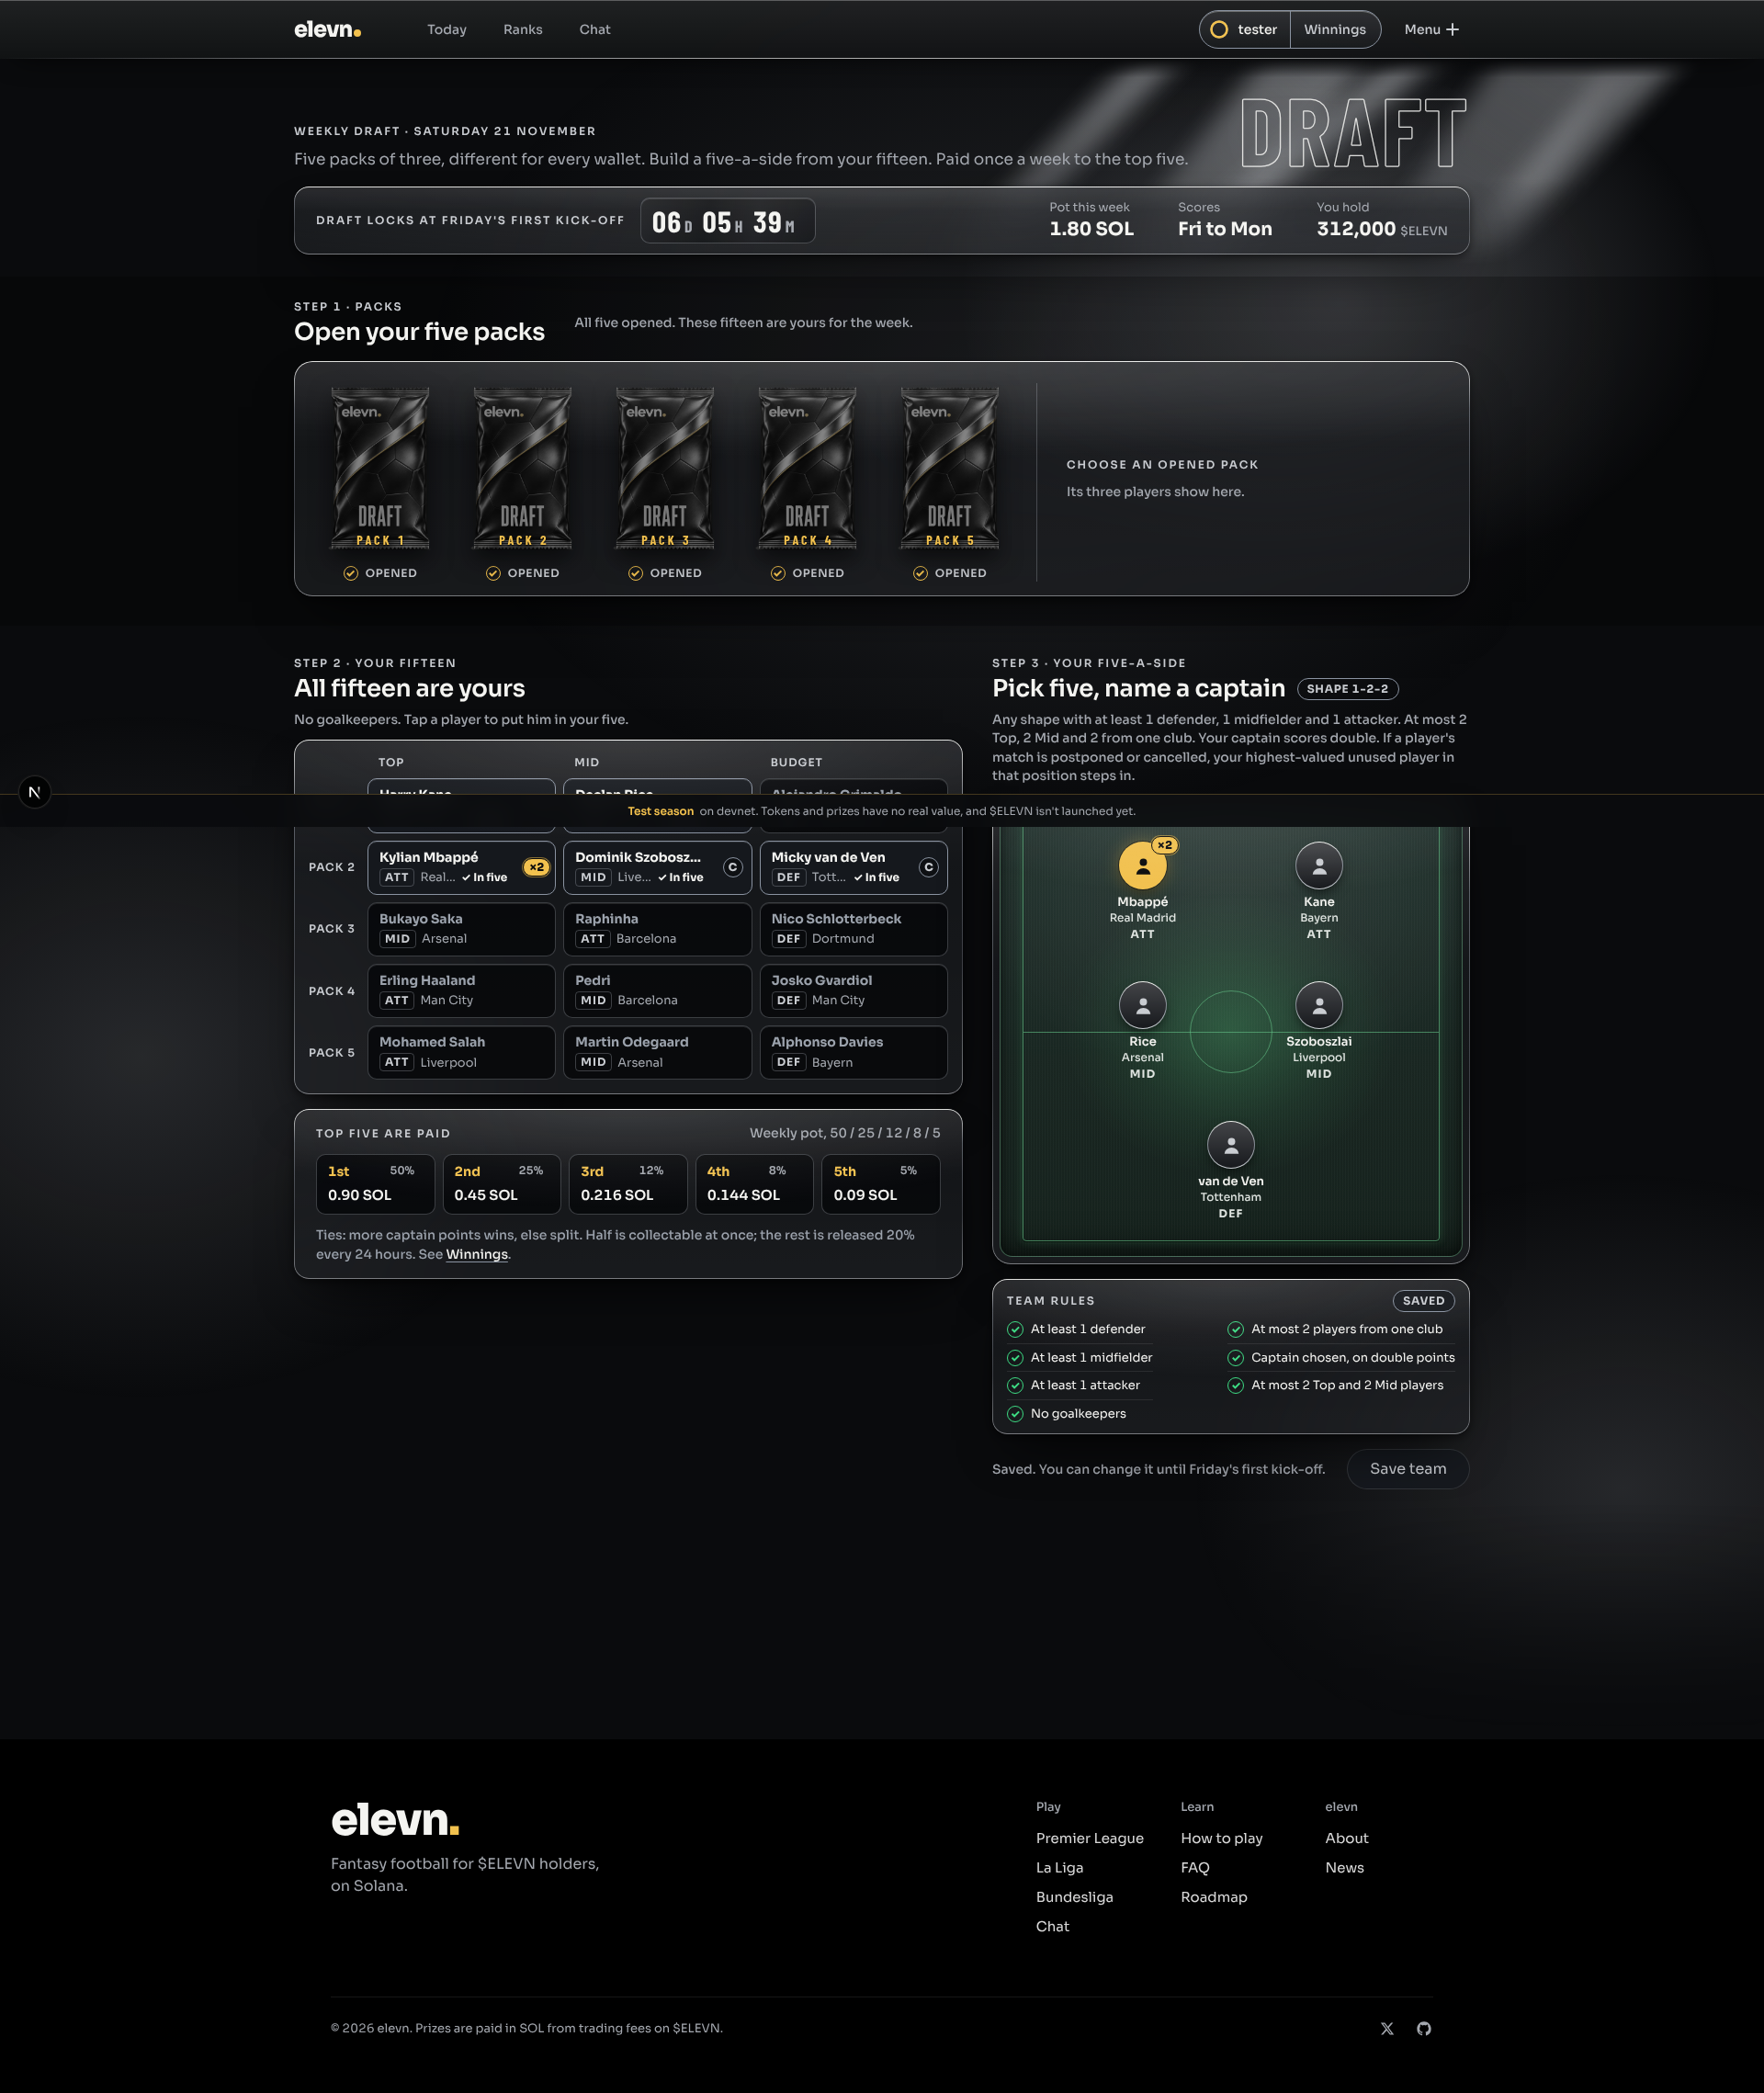 elevn.
Today
Ranks
Chat
tester
Winnings
Menu
WEEKLY DRAFT · SATURDAY 21 NOVEMBER
Five packs of three, different for every wallet. Build a five-a-side from your fifteen. Paid once a week to the top five.
DRAFT
DRAFT LOCKS AT FRIDAY'S FIRST KICK-OFF
06D 05H 39M
Pot this week
1.80 SOL
Scores
Fri to Mon
You hold
312,000 $ELEVN
STEP 1 · PACKS
Open your five packs
All five opened. These fifteen are yours for the week.
elevn. DRAFT PACK 1
elevn. DRAFT PACK 2
elevn. DRAFT PACK 3
elevn. DRAFT PACK 4
elevn. DRAFT PACK 5
OPENED
OPENED
OPENED
OPENED
OPENED
CHOOSE AN OPENED PACK
Its three players show here.
STEP 2 · YOUR FIFTEEN
All fifteen are yours
No goalkeepers. Tap a player to put him in your five.
TOP
MID
BUDGET
Harry Kane
Declan Rice
Alejandro Grimaldo
PACK 2
Kylian Mbappé
ATT Real... ✓ In five
×2
Dominik Szobosz...
MID Live... ✓ In five
C
Micky van de Ven
DEF Tott... ✓ In five
C
PACK 3
Bukayo Saka
MID Arsenal
Raphinha
ATT Barcelona
Nico Schlotterbeck
DEF Dortmund
PACK 4
Erling Haaland
ATT Man City
Pedri
MID Barcelona
Josko Gvardiol
DEF Man City
PACK 5
Mohamed Salah
ATT Liverpool
Martin Odegaard
MID Arsenal
Alphonso Davies
DEF Bayern
TOP FIVE ARE PAID
Weekly pot, 50 / 25 / 12 / 8 / 5
1st 50%
0.90 SOL
2nd 25%
0.45 SOL
3rd 12%
0.216 SOL
4th 8%
0.144 SOL
5th 5%
0.09 SOL
Ties: more captain points wins, else split. Half is collectable at once; the rest is released 20%
every 24 hours. See Winnings.
STEP 3 · YOUR FIVE-A-SIDE
Pick five, name a captain
SHAPE 1-2-2
Any shape with at least 1 defender, 1 midfielder and 1 attacker. At most 2
Top, 2 Mid and 2 from one club. Your captain scores double. If a player's
match is postponed or cancelled, your highest-valued unused player in
that position steps in.
N
Test season on devnet. Tokens and prizes have no real value, and $ELEVN isn't launched yet.
×2
Mbappé
Real Madrid
ATT
Kane
Bayern
ATT
Rice
Arsenal
MID
Szoboszlai
Liverpool
MID
van de Ven
Tottenham
DEF
TEAM RULES
SAVED
At least 1 defender
At least 1 midfielder
At least 1 attacker
No goalkeepers
At most 2 players from one club
Captain chosen, on double points
At most 2 Top and 2 Mid players
Saved. You can change it until Friday's first kick-off.
Save team
elevn.
Fantasy football for $ELEVN holders,
on Solana.
Play
Premier League
La Liga
Bundesliga
Chat
Learn
How to play
FAQ
Roadmap
elevn
About
News
© 2026 elevn. Prizes are paid in SOL from trading fees on $ELEVN.